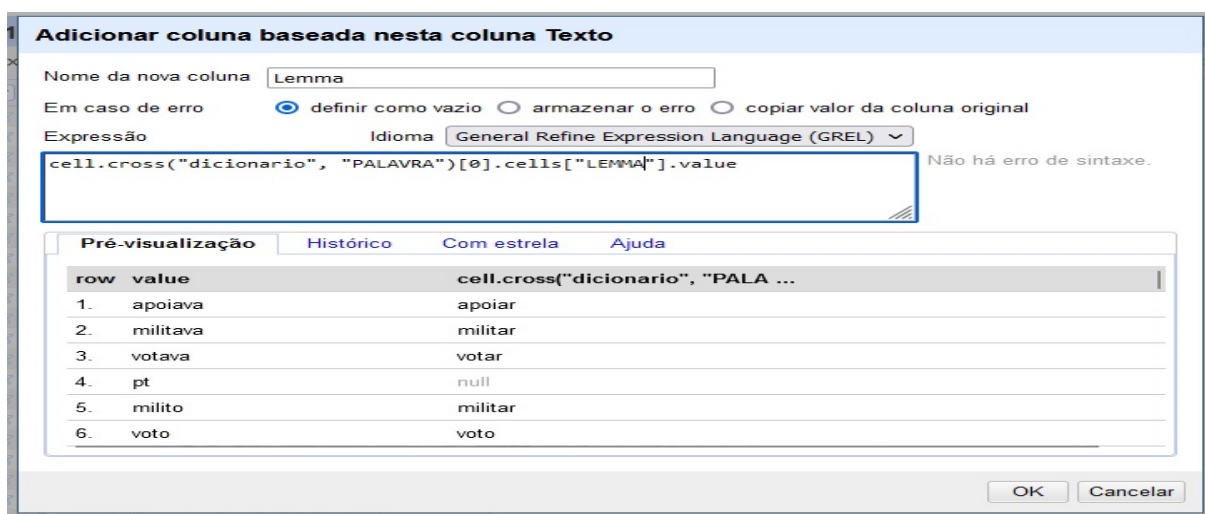 Adicionar coluna baseada nesta coluna Texto
Nome da nova coluna Lemma
Em caso de erro definir como vazio armazenar o erro copiar valor da coluna original
Expressão Idioma General Refine Expression Language (GREL)
cell.cross("dicionario", "PALAVRA")[0].cells["LEMMA"].value Não há erro de sintaxe.
Pré-visualização Histórico Com estrela Ajuda
row value cell.cross("dicionario", "PALA ...
1. apoiava apoiar
2. militava militar
3. votava votar
4. pt null
5. milito militar
6. voto voto
OK Cancelar